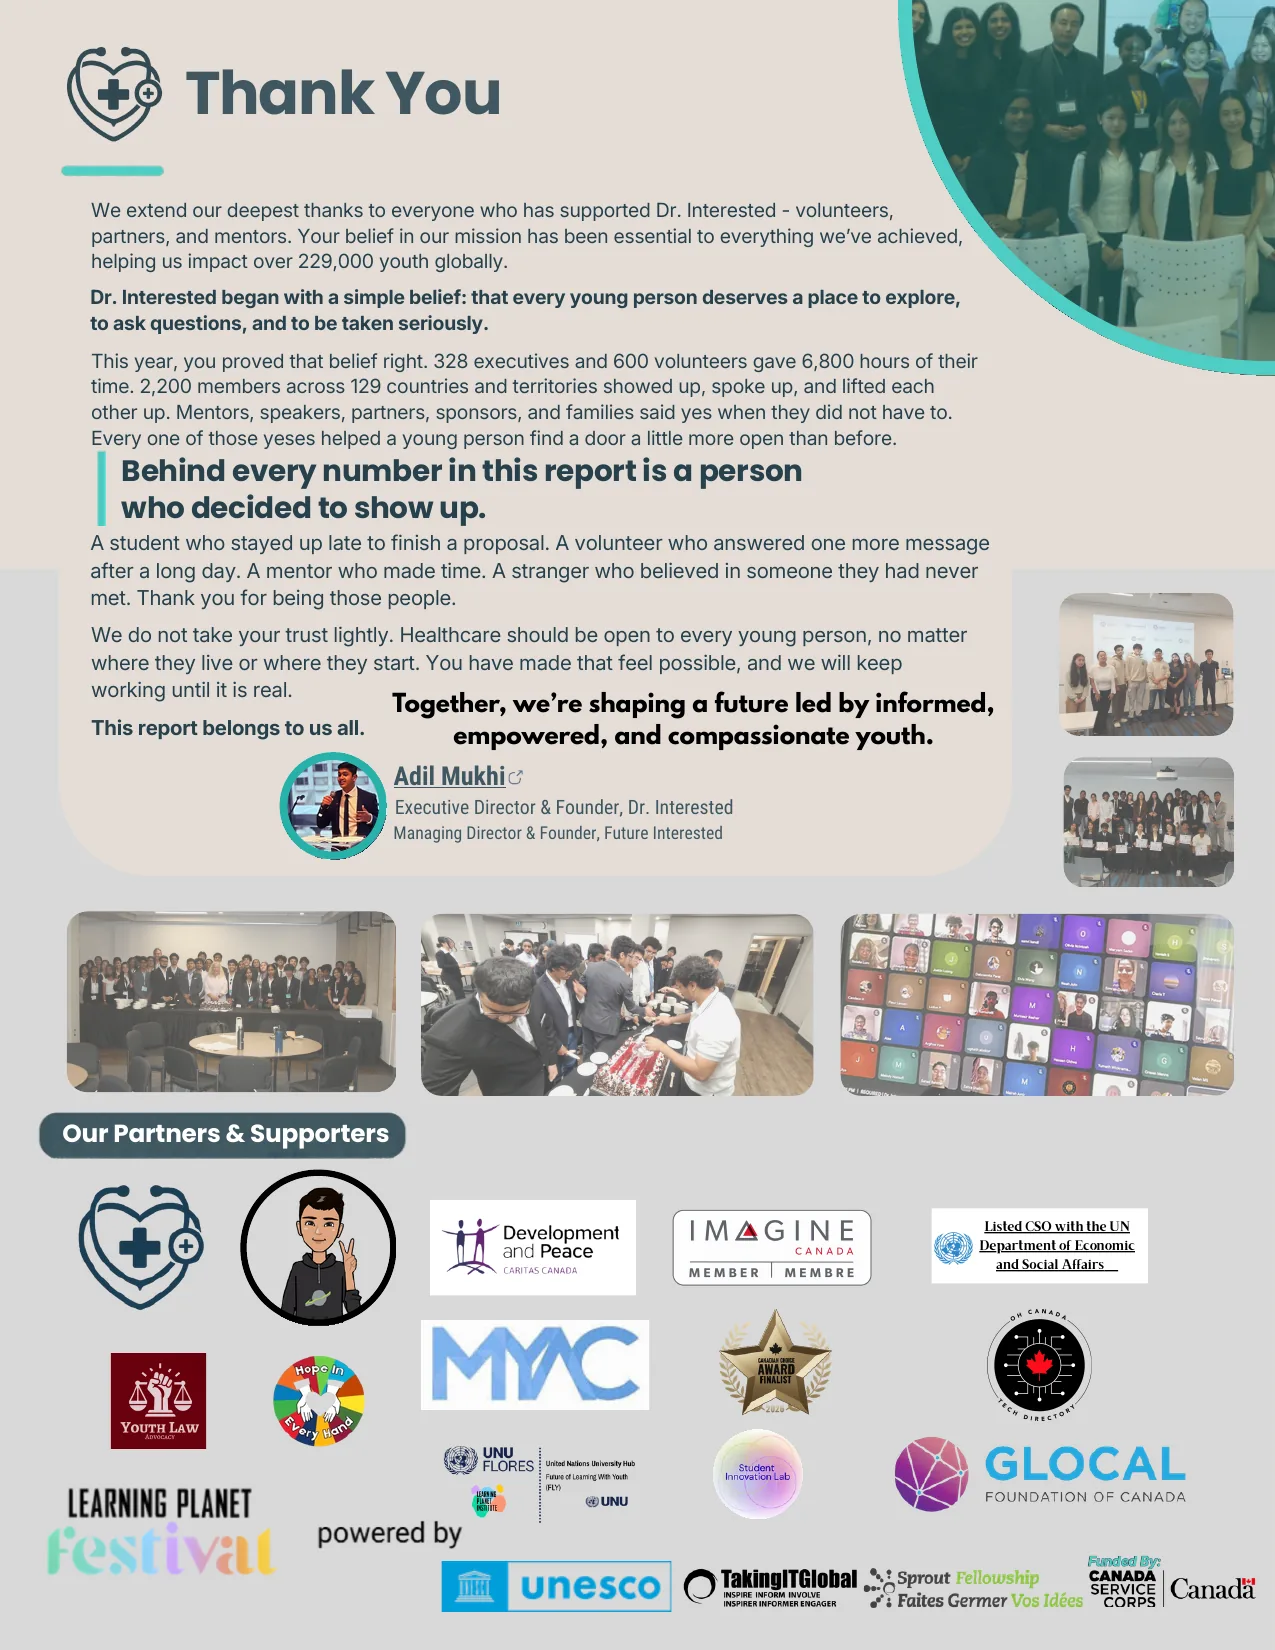 Thank You
We extend our deepest thanks to everyone who has supported Dr. Interested - volunteers,
partners, and mentors. Your belief in our mission has been essential to everything we've achieved,
helping us impact over 229,000 youth globally.
Dr. Interested began with a simple belief: that every young person deserves a place to explore,
to ask questions, and to be taken seriously.
This year, you proved that belief right. 328 executives and 600 volunteers gave 6,800 hours of their
time. 2,200 members across 129 countries and territories showed up, spoke up, and lifted each
other up. Mentors, speakers, partners, sponsors, and families said yes when they did not have to.
Every one of those yeses helped a young person find a door a little more open than before.
Behind every number in this report is a person
who decided to show up.
A student who stayed up late to finish a proposal. A volunteer who answered one more message
after a long day. A mentor who made time. A stranger who believed in someone they had never
met. Thank you for being those people.
We do not take your trust lightly. Healthcare should be open to every young person, no matter
where they live or where they start. You have made that feel possible, and we will keep
working until it is real.
This report belongs to us all.
Together, we're shaping a future led by informed,
empowered, and compassionate youth.
Adil Mukhi
Executive Director & Founder, Dr. Interested
Managing Director & Founder, Future Interested
Our Partners & Supporters
Development
and Peace
CARITAS CANADA
IMAGINE
CANADA
MEMBER | MEMBRE
Listed CSO with the UN
Department of Economic
and Social Affairs
YOUTH LAW
ADVOCACY
Hope In
Every Hand
MYAC
CANADIAN CHOICE
AWARD
FINALIST
2026
OH CANADA
TECH DIRECTORY
UNU
FLORES
LEARNING
PLANET
INSTITUTE
United Nations University Hub
Future of Learning With Youth
(FLY)
UNU
Student
Innovation Lab
GLOCAL
FOUNDATION OF CANADA
LEARNING PLANET
festival
powered by
unesco
TakingITGlobal
INSPIRE INFORM INVOLVE
INSPIRER INFORMER ENGAGER
Sprout Fellowship
Faites Germer Vos Idées
Funded By:
CANADA
SERVICE
CORPS
Canada